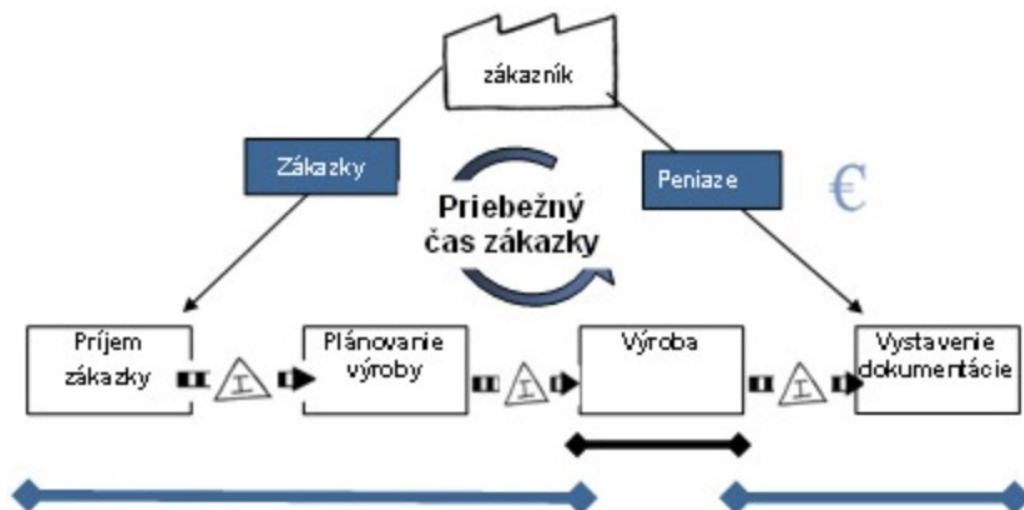 zákazník
Zákazky
Peniaze
€
Priebežný
čas zákazky
Príjem
zákazky
I
Plánovanie
výroby
I
Výroba
I
Vystavenie
dokumentácie